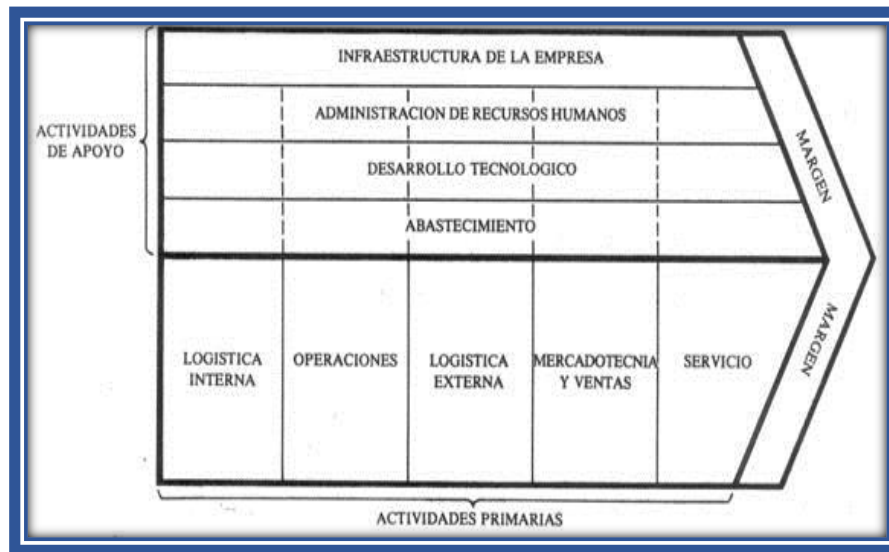 INFRAESTRUCTURA DE LA EMPRESA
ADMINISTRACION DE RECURSOS HUMANOS
ACTIVIDADES
DE APOYO
DESARROLLO TECNOLOGICO
ABASTECIMIENTO
MARGEN
LOGISTICA
INTERNA
OPERACIONES
LOGISTICA
EXTERNA
MERCADOTECNIA
Y VENTAS
SERVICIO
MARGEN
ACTIVIDADES PRIMARIAS